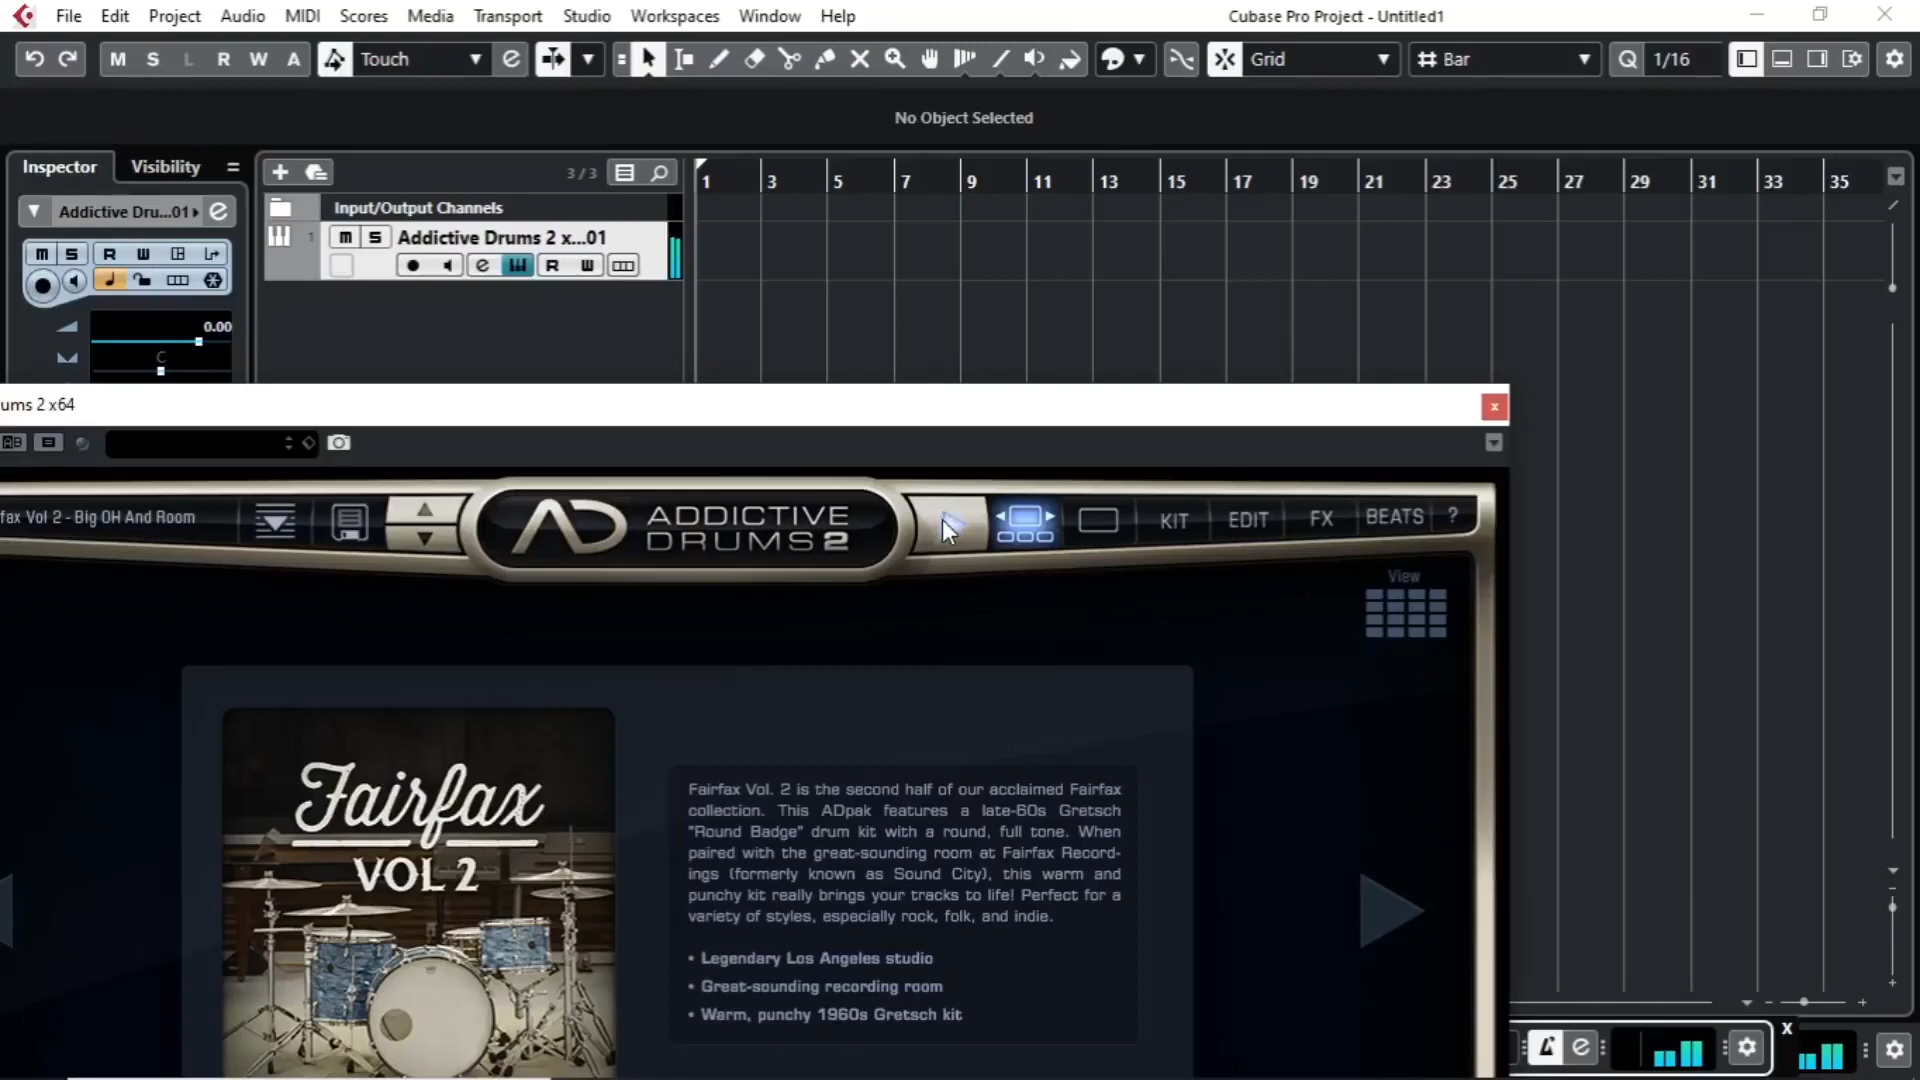 File Edit Project Audio MIDI Scores Media Transport Studio Workspaces Window Help
Cubase Pro Project - Untitled1
M S L R W A Touch e Grid Bar Q 1/16
No Object Selected
Inspector Visibility
3 / 3
1 3 5 7 9 11 13 15 17 19 21 23 25 27 29 31 33 35
Addictive Dru...01 e
Input/Output Channels
1 m S Addictive Drums 2 x...01
e R W
M S R W
0.00
C
ums 2 x64
AB
fax Vol 2 - Big OH And Room
AD ADDICTIVE
DRUMS 2
KIT EDIT FX BEATS ?
View
Fairfax
VOL 2
Fairfax Vol. 2 is the second half of our acclaimed Fairfax
collection. This ADpak features a late-60s Gretsch
"Round Badge" drum kit with a round, full tone. When
paired with the great-sounding room at Fairfax Record-
ings (formerly known as Sound City), this warm and
punchy kit really brings your tracks to life! Perfect for a
variety of styles, especially rock, folk, and indie.
• Legendary Los Angeles studio
• Great-sounding recording room
• Warm, punchy 1960s Gretsch kit
e
x